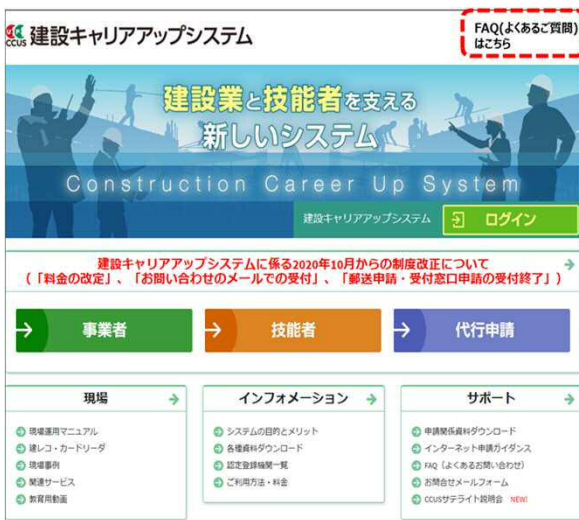 CCUS 建設キャリアアップシステム
FAQ(よくあるご質問)
はこちら
建設業と技能者を支える
新しいシステム
Construction Career Up System
建設キャリアアップシステム ログイン
建設キャリアアップシステムに係る2020年10月からの制度改正について
(「料金の改定」、「お問い合わせのメールでの受付」、「郵送申請・受付窓口申請の受付終了」)
事業者
技能者
代行申請
現場
現場運用マニュアル
建レコ・カードリーダ
現場事例
関連サービス
教育用動画
インフォメーション
システムの目的とメリット
各種資料ダウンロード
認定登録機関一覧
ご利用方法・料金
サポート
申請関係資料ダウンロード
インターネット申請ガイダンス
FAQ(よくあるお問い合わせ)
お問合せメールフォーム
CCUSサテライト説明会 NEW!